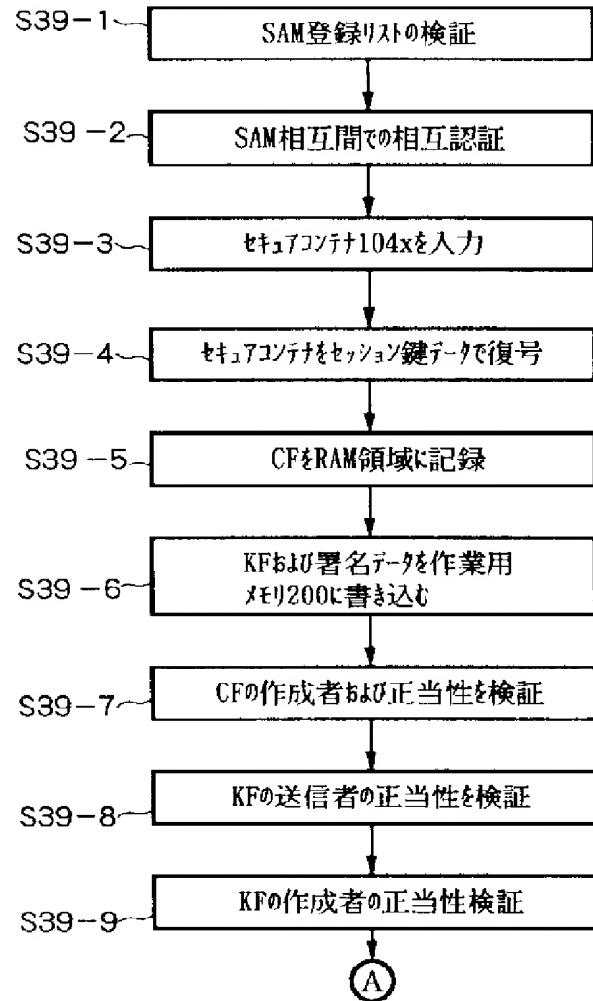 S39-1
SAM登録リストの検証
S39-2
SAM相互間での相互認証
S39-3
セキュアコンテナ104xを入力
S39-4
セキュアコンテナをセッション鍵データで復号
S39-5
CFをRAM領域に記録
S39-6
KFおよび署名データを作業用
メモリ200に書き込む
S39-7
CFの作成者および正当性を検証
S39-8
KFの送信者の正当性を検証
S39-9
KFの作成者の正当性検証
A